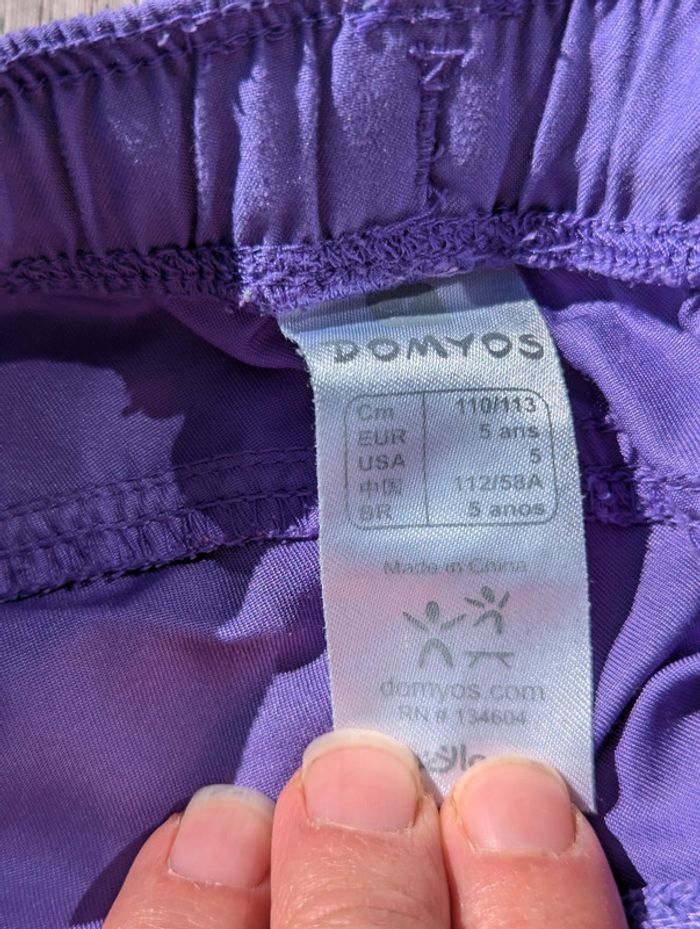 DOMYOS
Cm 110/113
EUR 5 ans
USA 5
中国 112/58A
BR 5 anos
Made in China
domyos.com
RN # 134604